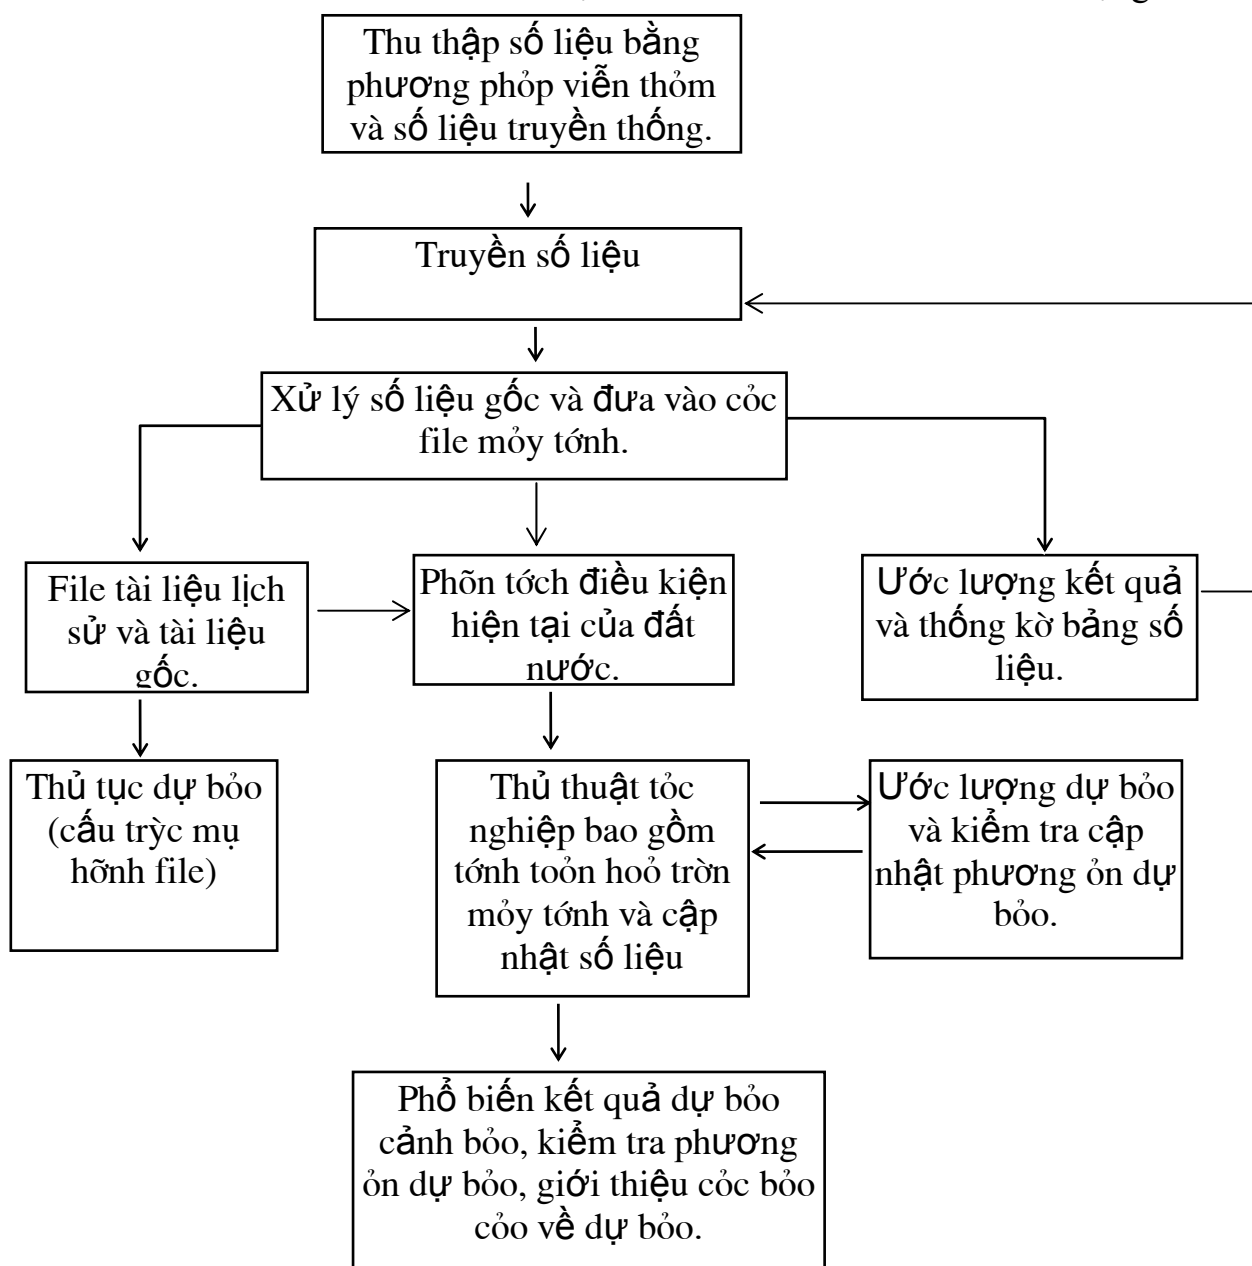 Thu thập số liệu bằng
phương phỏp viễn thỏm
và số liệu truyền thống.
Truyền số liệu
Xử lý số liệu gốc và đưa vào cỏc
file mỏy tớnh.
File tài liệu lịch
sử và tài liệu
gốc.
Phõn tớch điều kiện
hiện tại của đất
nước.
Ước lượng kết quả
và thống kờ bảng số
liệu.
Thủ tục dự bỏo
(cấu trỳc mụ
hỡnh file)
Thủ thuật tỏc
nghiệp bao gồm
tớnh toỏn hoỏ trờn
mỏy tớnh và cập
nhật số liệu
Ước lượng dự bỏo
và kiểm tra cập
nhật phương ỏn dự
bỏo.
Phổ biến kết quả dự bỏo
cảnh bỏo, kiểm tra phương
ỏn dự bỏo, giới thiệu cỏc bỏo
cỏo về dự bỏo.